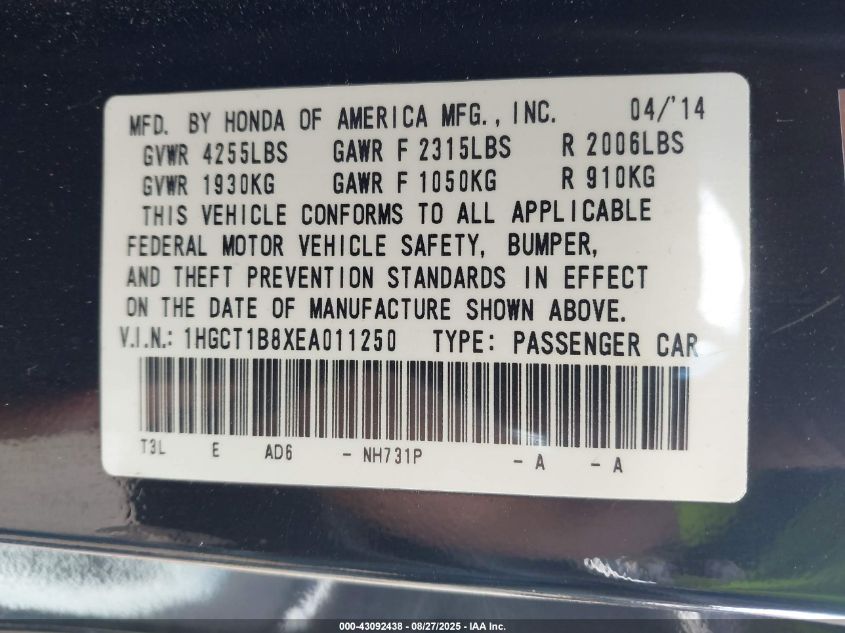 MFD. BY HONDA OF AMERICA MFG., INC. 04/'14
GVWR 4255LBS GAWR F 2315LBS R 2006LBS
GVWR 1930KG GAWR F 1050KG R 910KG
THIS VEHICLE CONFORMS TO ALL APPLICABLE
FEDERAL MOTOR VEHICLE SAFETY, BUMPER,
AND THEFT PREVENTION STANDARDS IN EFFECT
ON THE DATE OF MANUFACTURE SHOWN ABOVE.
V.I.N.: 1HGCT1B8XEA011250 TYPE: PASSENGER CAR
T3L E AD6 - NH731P - A - A
000-43092438 - 08/27/2025 - IAA Inc.